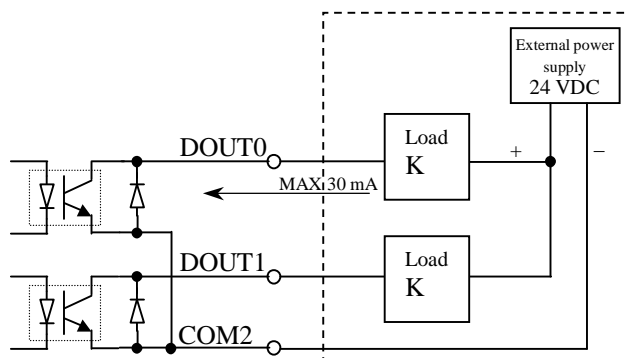 External power
supply
24 VDC
Load
K
DOUT0
+
−
MAX 30 mA
Load
K
DOUT1
COM2